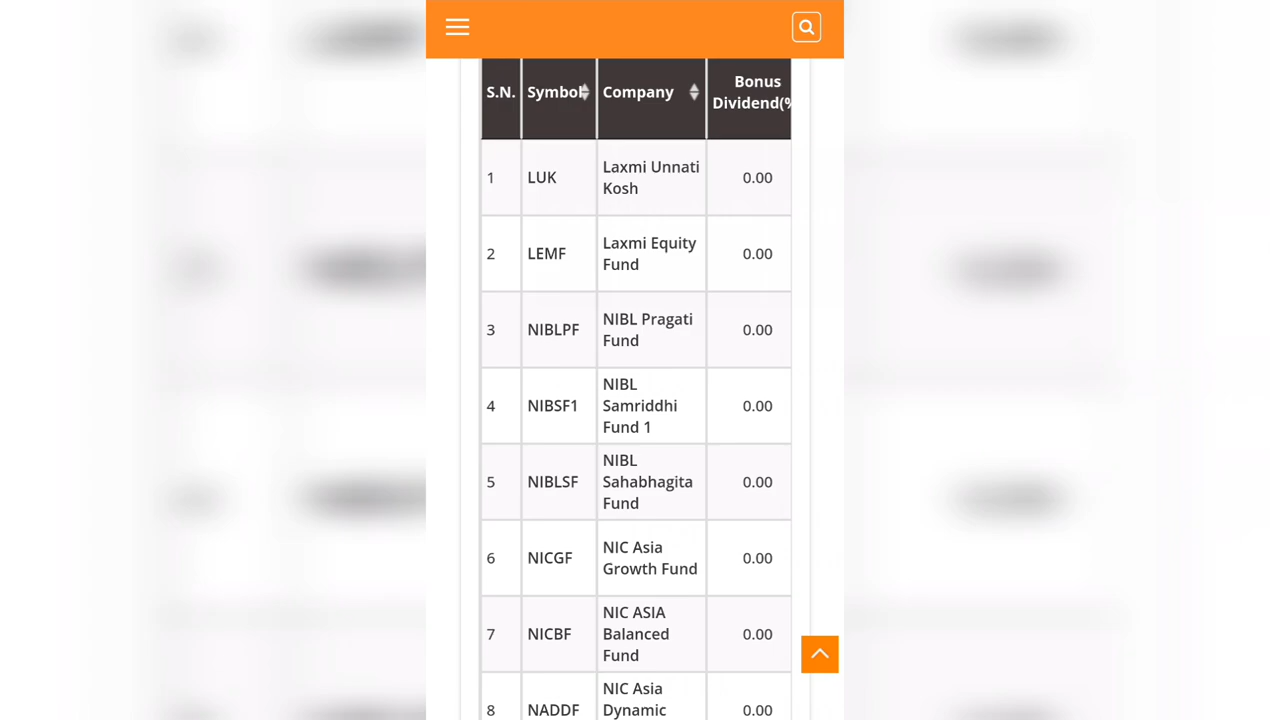 S.N. Symbol Company Bonus
Dividend(%
1 LUK Laxmi Unnati
Kosh 0.00
2 LEMF Laxmi Equity
Fund 0.00
3 NIBLPF NIBL Pragati
Fund 0.00
4 NIBSF1 NIBL
Samriddhi
Fund 1 0.00
5 NIBLSF NIBL
Sahabhagita
Fund 0.00
6 NICGF NIC Asia
Growth Fund 0.00
7 NICBF NIC ASIA
Balanced
Fund 0.00
8 NADDF NIC Asia
Dynamic 0.00